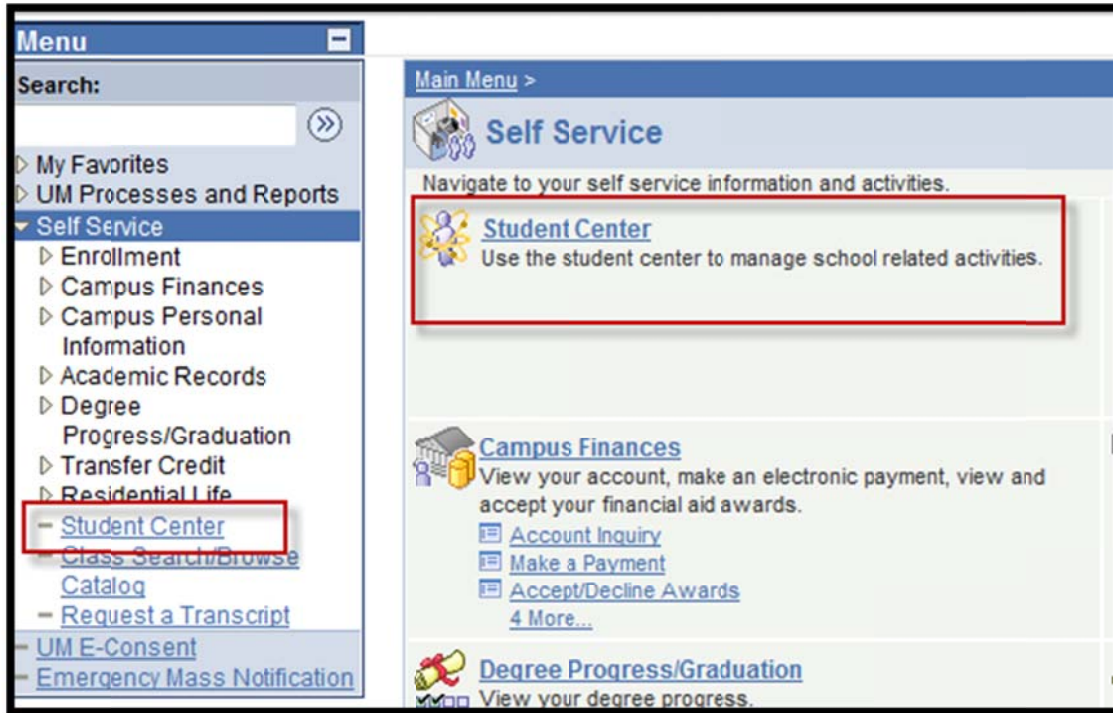 Menu
Search:
My Favorites
UM Processes and Reports
Self Service
Enrollment
Campus Finances
Campus Personal
Information
Academic Records
Degree
Progress/Graduation
Transfer Credit
Residential Life
Student Center
Class Search/Browse
Catalog
Request a Transcript
UM E-Consent
Emergency Mass Notification
Main Menu >
Self Service
Navigate to your self service information and activities.
Student Center
Use the student center to manage school related activities.
Campus Finances
View your account, make an electronic payment, view and
accept your financial aid awards.
Account Inquiry
Make a Payment
Accept/Decline Awards
4 More...
Degree Progress/Graduation
View your degree progress.